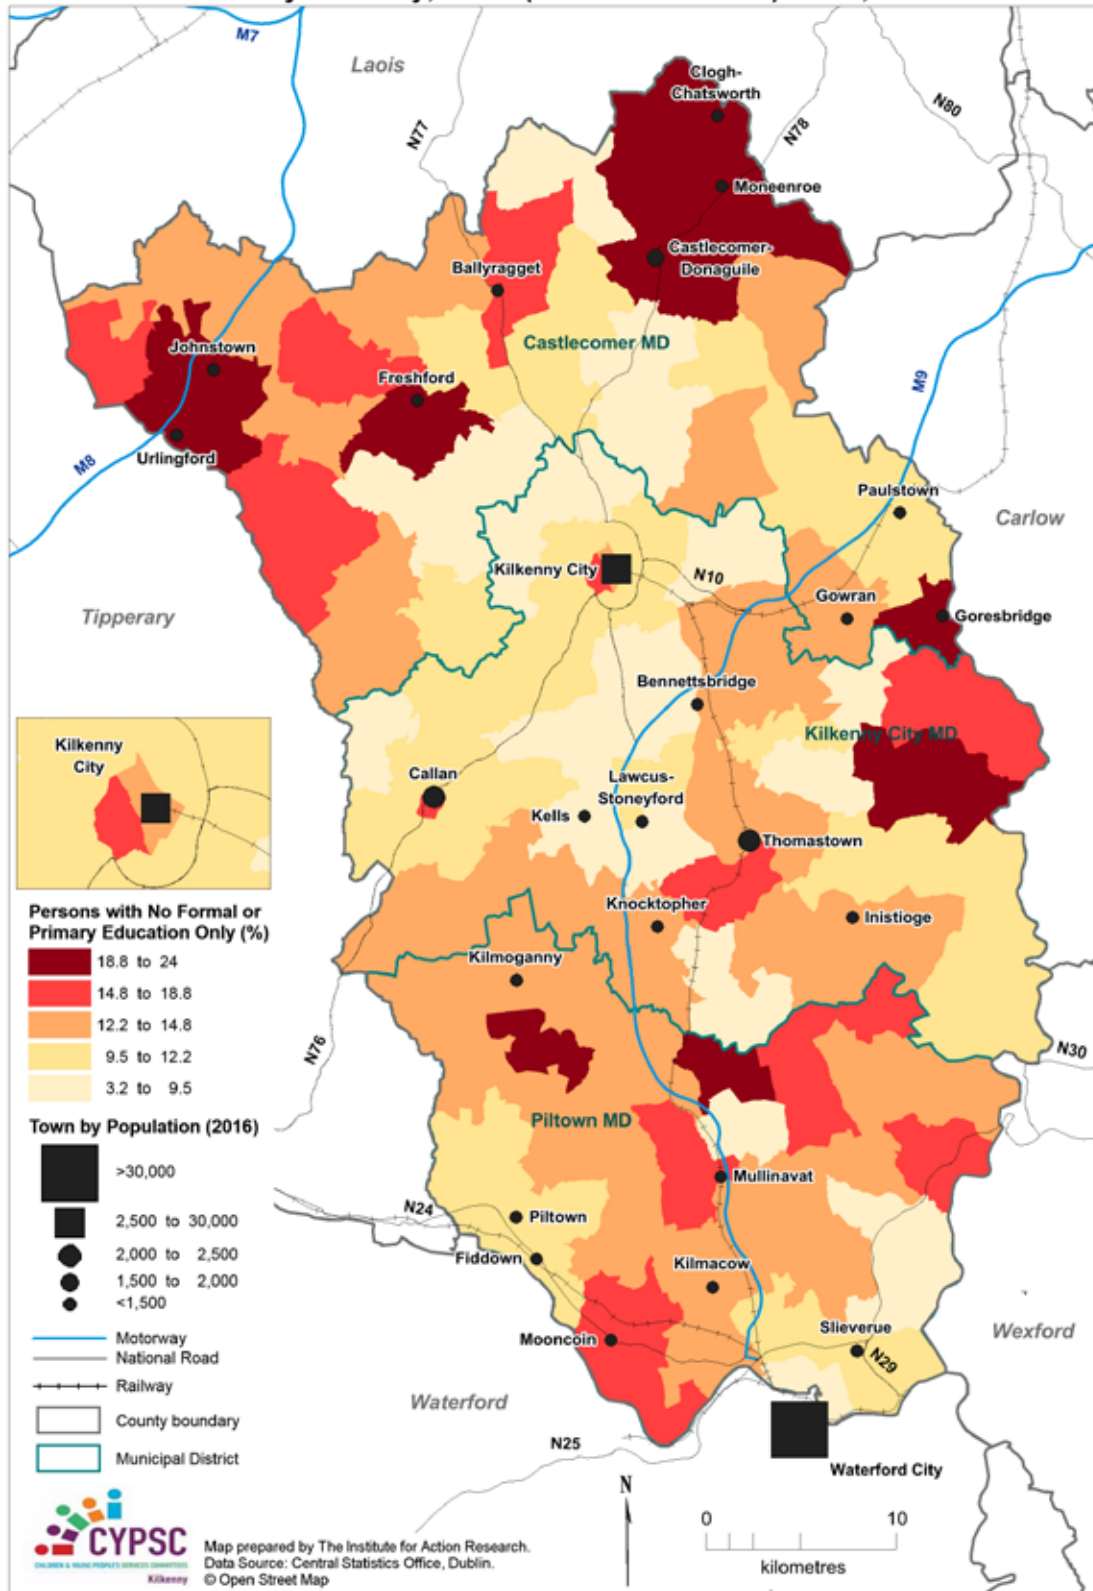 M7
Laois
Clogh-
Chatsworth
N80
N77
N78
Moneenroe
Castlecomer-
Donaguile
Ballyragget
Castlecomer MD
Johnstown
Freshford
M9
Urlingford
M8
Paulstown
Carlow
Kilkenny City
N10
Gowran
Goresbridge
Tipperary
Bennettsbridge
Kilkenny City MD
Kilkenny
City
Callan
Lawcus-
Stoneyford
Kells
Thomastown
Persons with No Formal or
Primary Education Only (%)
18.8 to 24
14.8 to 18.8
12.2 to 14.8
9.5 to 12.2
3.2 to 9.5
Knocktopher
Inistioge
Kilmoganny
N76
N30
Town by Population (2016)
>30,000
2,500 to 30,000
2,000 to 2,500
1,500 to 2,000
<1,500
Piltown MD
Mullinavat
N24
Piltown
Fiddown
Kilmacow
Mooncoin
Slieverue
N29
Wexford
Motorway
National Road
Railway
County boundary
Municipal District
Waterford
N25
Waterford City
N
0 10
kilometres
CYPSC
CHILDREN & YOUNG PEOPLE'S SERVICES COMMITTEES
Kilkenny
Map prepared by The Institute for Action Research.
Data Source: Central Statistics Office, Dublin.
© Open Street Map